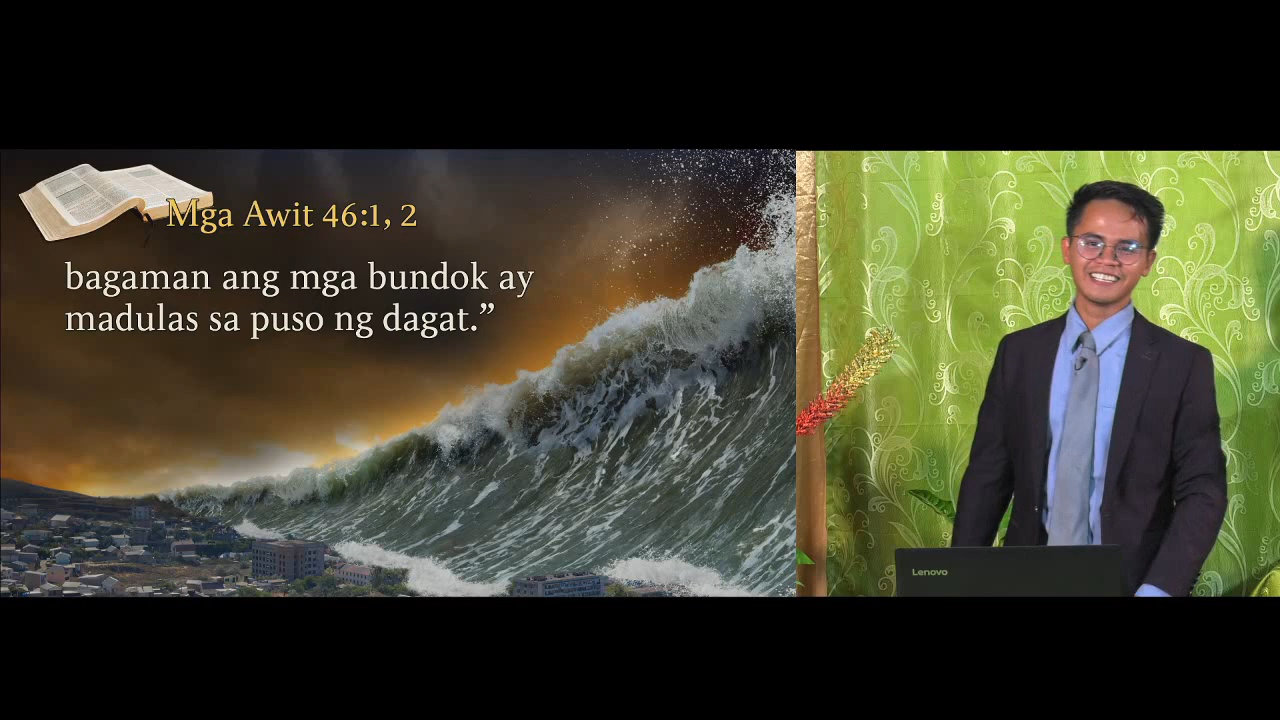 Mga Awit 46:1, 2
bagaman ang mga bundok ay
madulas sa puso ng dagat.”
Lenovo